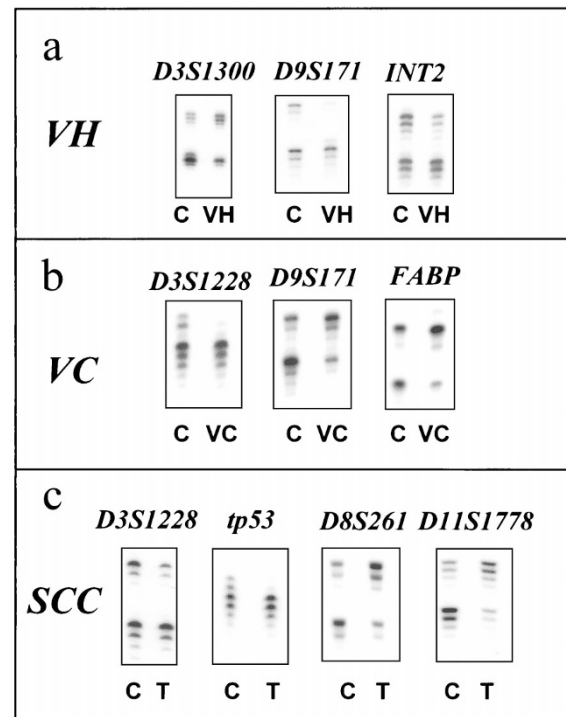 a
D3S1300 D9S171 INT2
VH
C VH C VH C VH
b
D3S1228 D9S171 FABP
VC
C VC C VC C VC
c
D3S1228 tp53 D8S261 D11S1778
SCC
C T C T C T C T